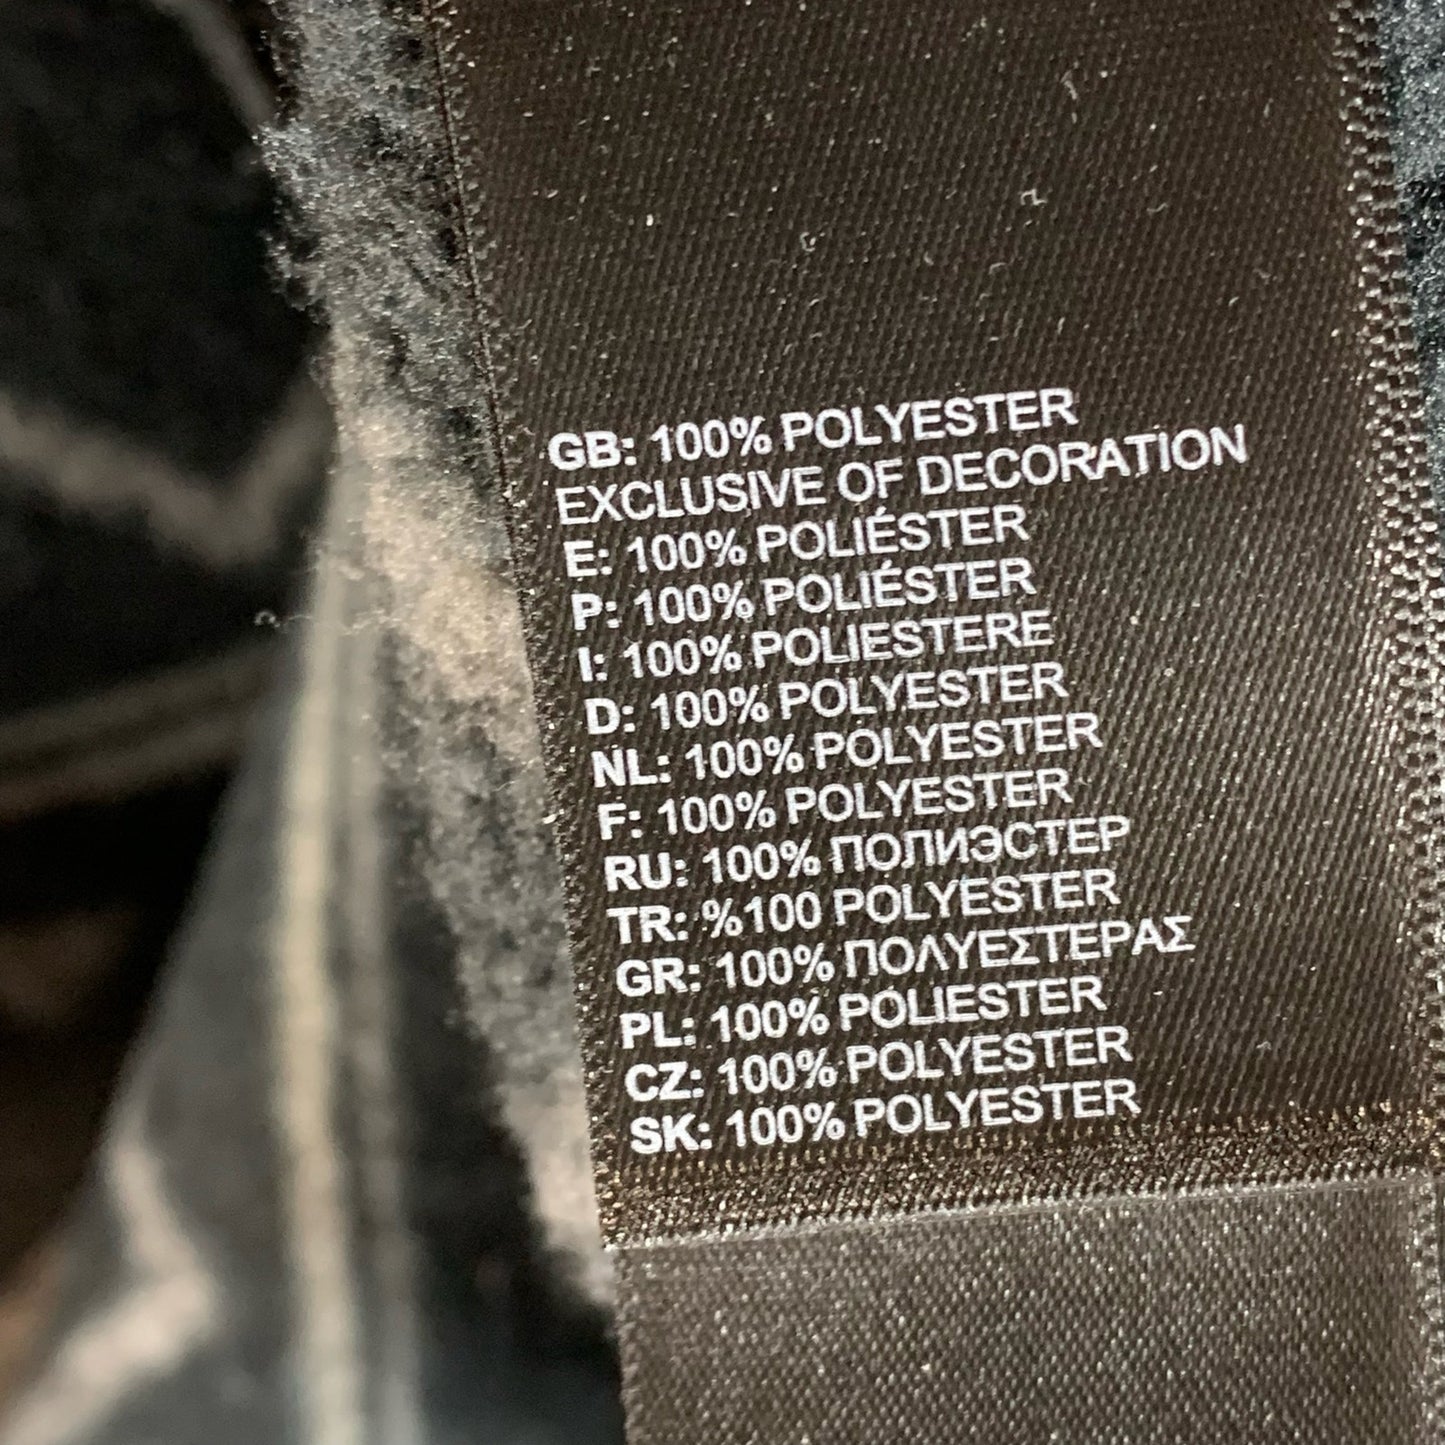 GB: 100% POLYESTER
EXCLUSIVE OF DECORATION
E: 100% POLIÉSTER
P: 100% POLIÉSTER
I: 100% POLIESTERE
D: 100% POLYESTER
NL: 100% POLYESTER
F: 100% POLYESTER
RU: 100% ПОЛИЭСТЕР
TR: %100 POLYESTER
GR: 100% ΠΟΛΥΕΣΤΕΡΑΣ
PL: 100% POLIESTER
CZ: 100% POLYESTER
SK: 100% POLYESTER